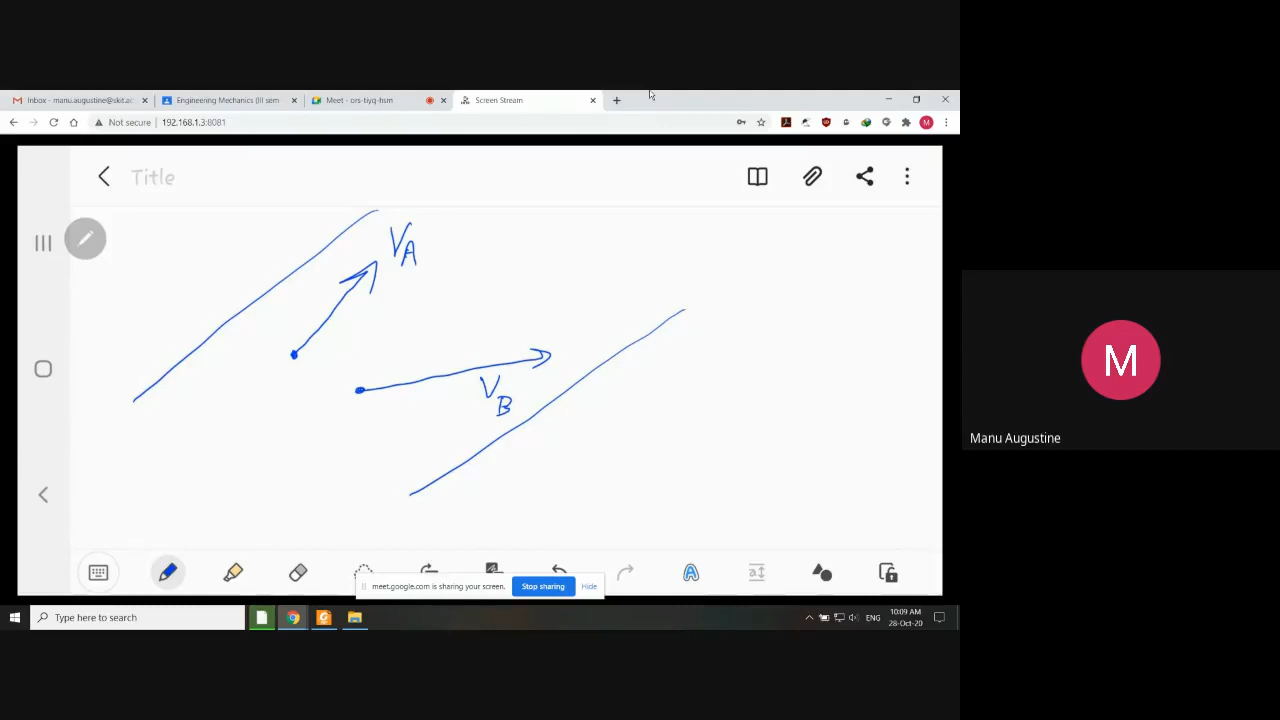 Inbox - manu.augustine@skit.ac
Engineering Mechanics (III sem
Meet - ors-tiyq-hsm
Screen Stream
Not secure | 192.168.1.3:8081
M
Title
VA
VB
M
Manu Augustine
meet.google.com is sharing your screen.
Stop sharing
Hide
Type here to search
ENG
10:09 AM
28-Oct-20